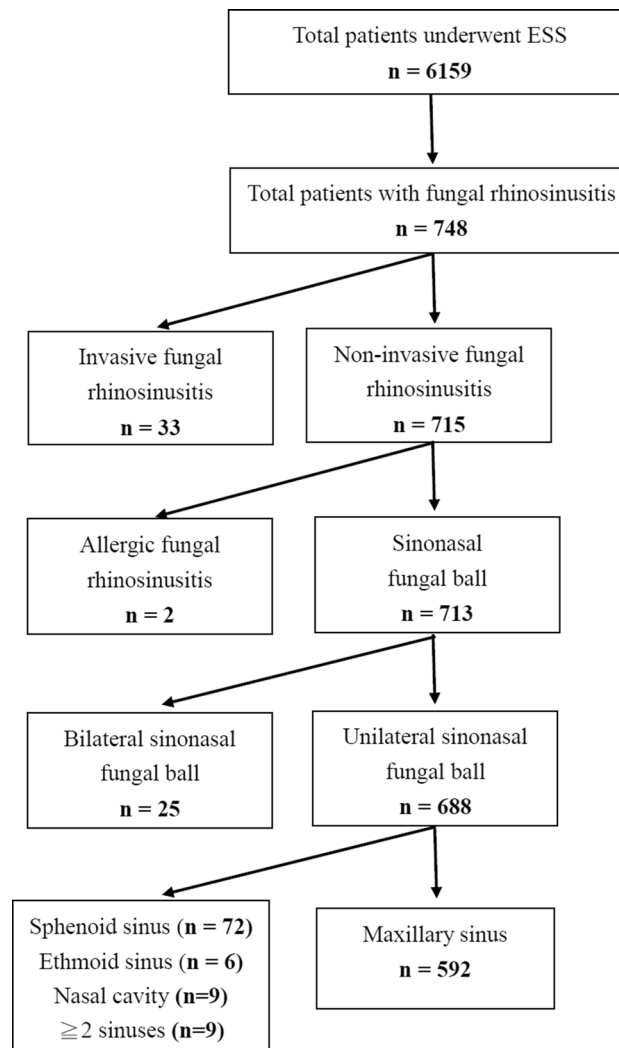 Total patients underwent ESS
n = 6159
Total patients with fungal rhinosinusitis
n = 748
Invasive fungal
rhinosinusitis
n = 33
Non-invasive fungal
rhinosinusitis
n = 715
Allergic fungal
rhinosinusitis
n = 2
Sinonasal
fungal ball
n = 713
Bilateral sinonasal
fungal ball
n = 25
Unilateral sinonasal
fungal ball
n = 688
Sphenoid sinus (n = 72)
Ethmoid sinus (n = 6)
Nasal cavity (n=9)
≧2 sinuses (n=9)
Maxillary sinus
n = 592